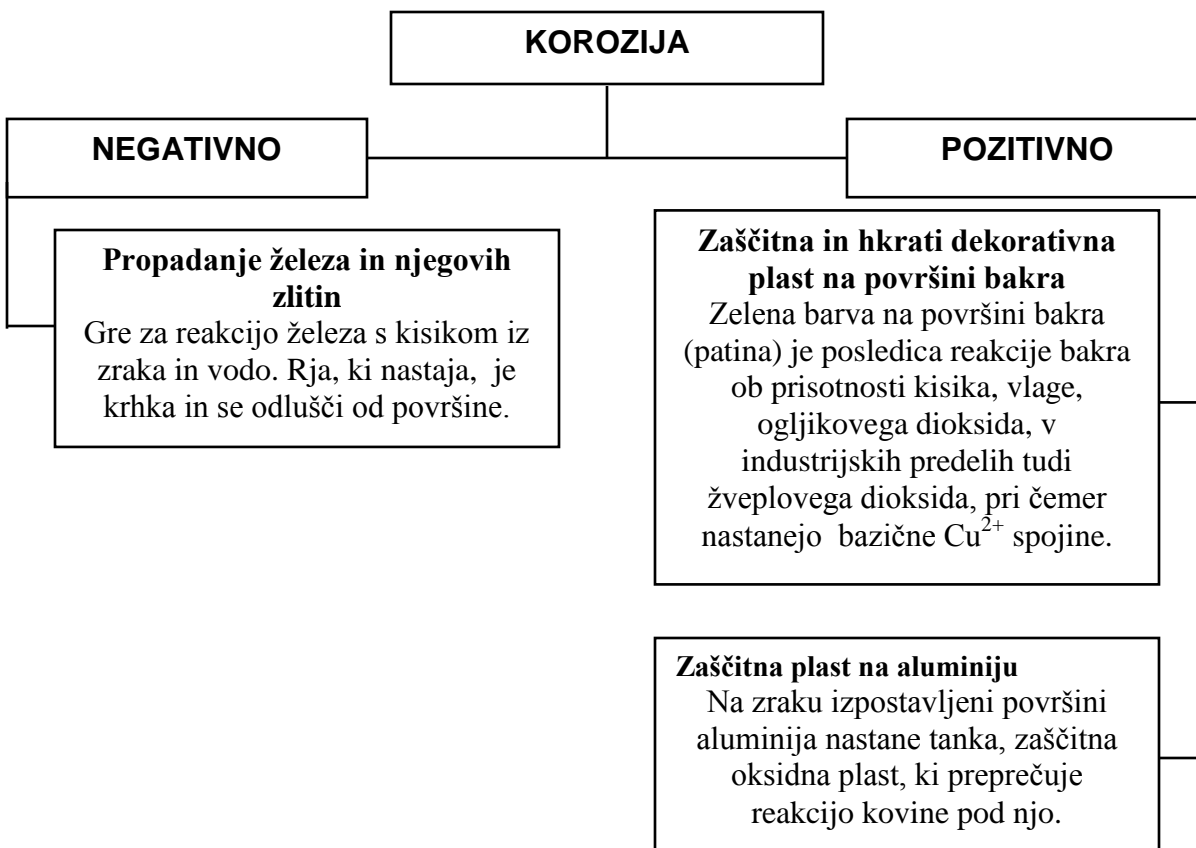 KOROZIJA
NEGATIVNO
POZITIVNO
Propadanje železa in njegovih
zlitin
Gre za reakcijo železa s kisikom iz
zraka in vodo. Rja, ki nastaja, je
krhka in se odlušči od površine.
Zaščitna in hkrati dekorativna
plast na površini bakra
Zelena barva na površini bakra
(patina) je posledica reakcije bakra
ob prisotnosti kisika, vlage,
ogljikovega dioksida, v
industrijskih predelih tudi
žveplovega dioksida, pri čemer
nastanejo bazične Cu²⁺ spojine.
Zaščitna plast na aluminiju
Na zraku izpostavljeni površini
aluminija nastane tanka, zaščitna
oksidna plast, ki preprečuje
reakcijo kovine pod njo.